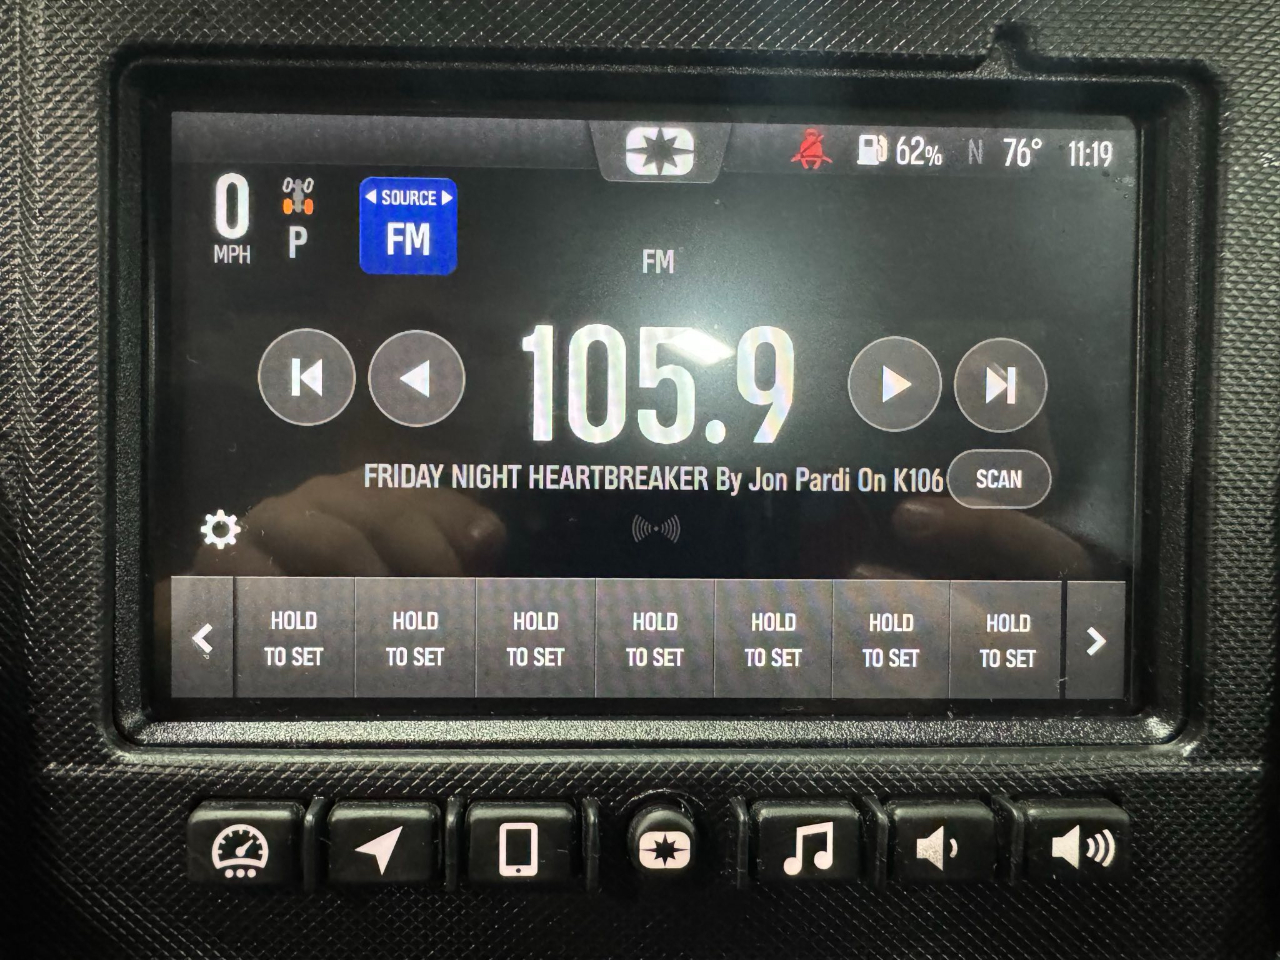 62% N 76° 11:19
0
MPH
P
SOURCE
FM
FM
105.9
FRIDAY NIGHT HEARTBREAKER By Jon Pardi On K106
SCAN
HOLD TO SET
HOLD TO SET
HOLD TO SET
HOLD TO SET
HOLD TO SET
HOLD TO SET
HOLD TO SET